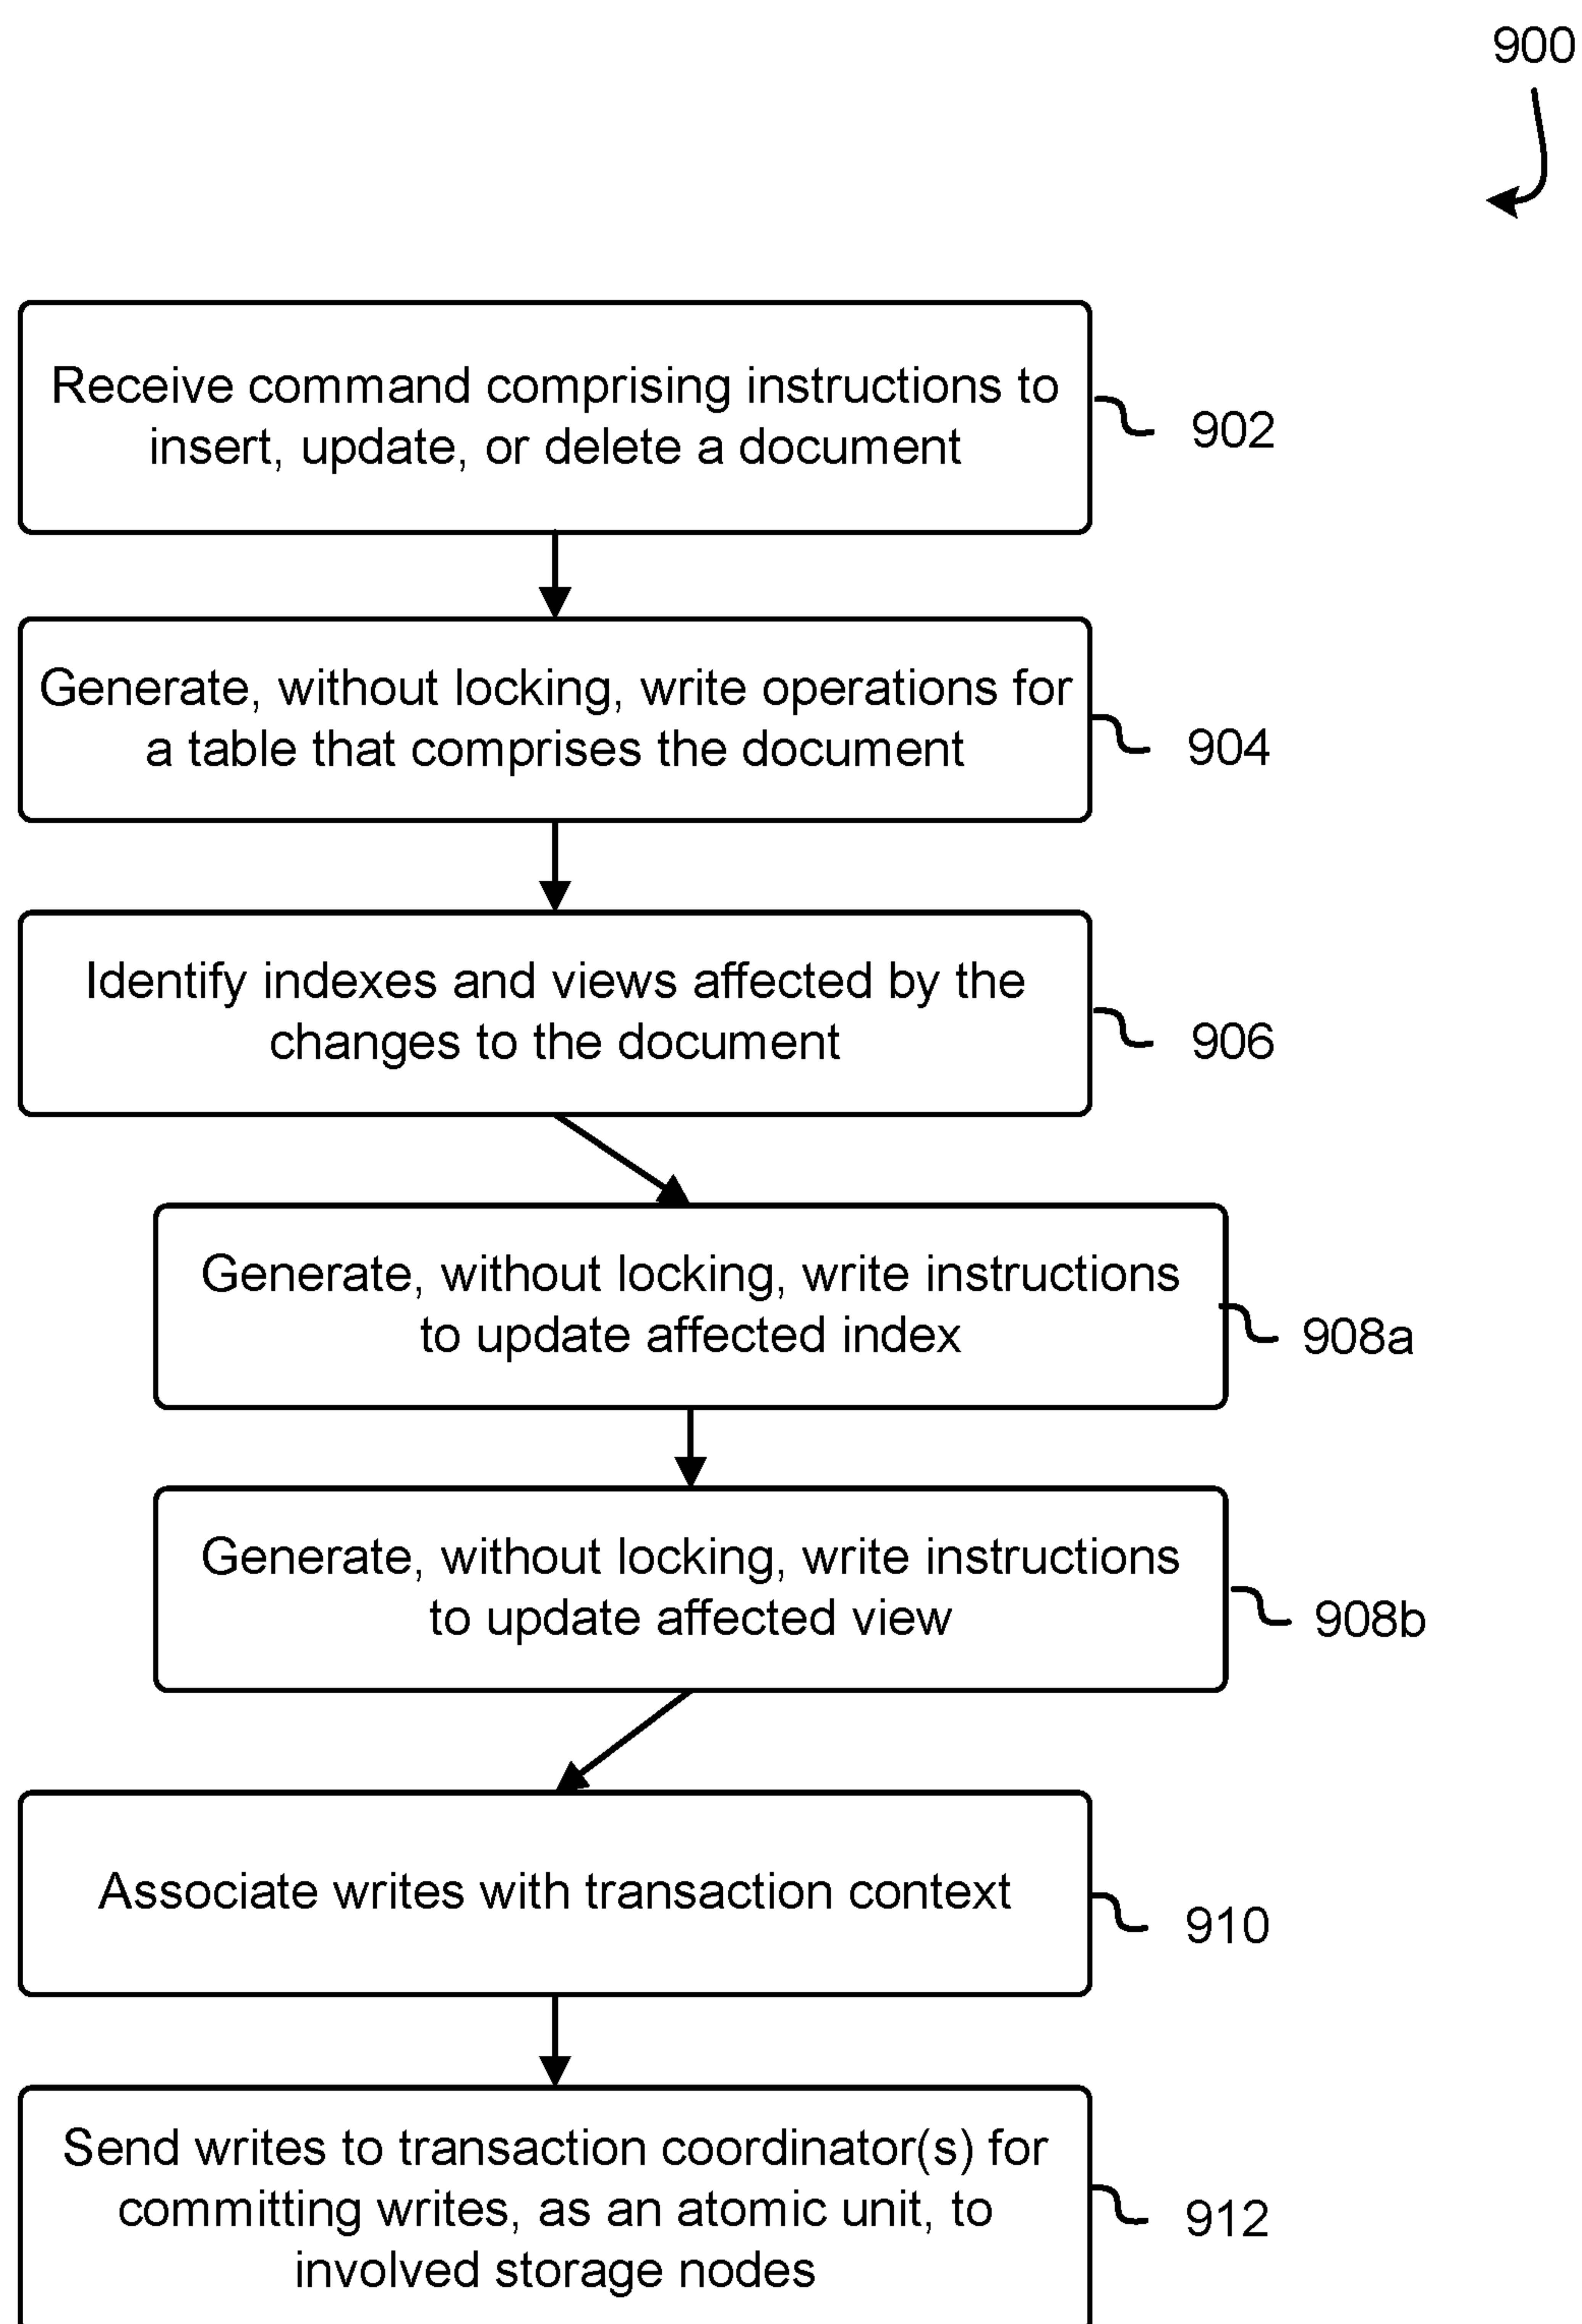 900
Receive command comprising instructions to
insert, update, or delete a document
902
Generate, without locking, write operations for
a table that comprises the document
904
Identify indexes and views affected by the
changes to the document
906
Generate, without locking, write instructions
to update affected index
908a
Generate, without locking, write instructions
to update affected view
908b
Associate writes with transaction context
910
Send writes to transaction coordinator(s) for
committing writes, as an atomic unit, to
involved storage nodes
912